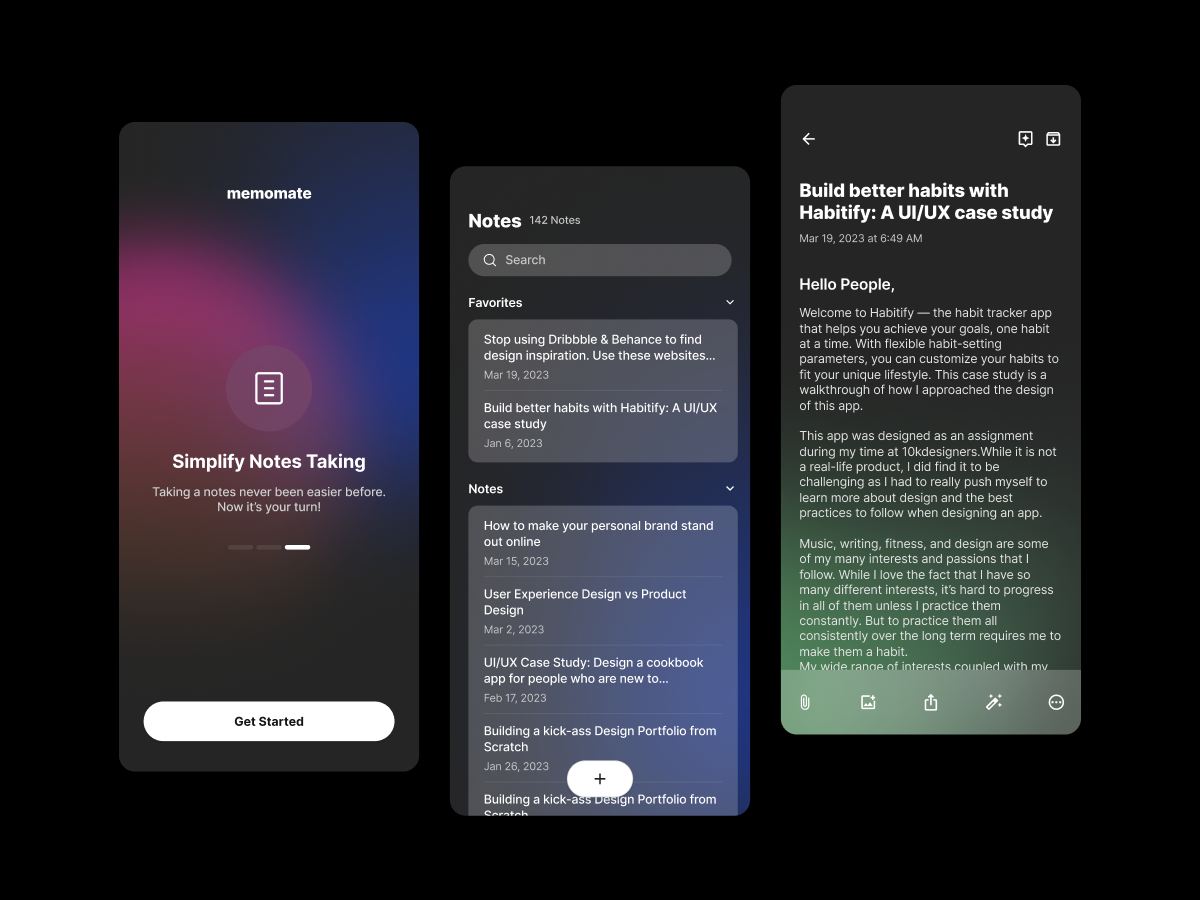 memomate
Simplify Notes Taking
Taking a notes never been easier before.
Now it's your turn!
Get Started
Notes 142 Notes
Search
Favorites
Stop using Dribbble & Behance to find
design inspiration. Use these websites...
Mar 19, 2023
Build better habits with Habitify: A UI/UX
case study
Jan 6, 2023
Notes
How to make your personal brand stand
out online
Mar 15, 2023
User Experience Design vs Product
Design
Mar 2, 2023
UI/UX Case Study: Design a cookbook
app for people who are new to...
Feb 17, 2023
Building a kick-ass Design Portfolio from
Scratch
Jan 26, 2023
Building a kick-ass Design Portfolio from
Scratch
Build better habits with
Habitify: A UI/UX case study
Mar 19, 2023 at 6:49 AM
Hello People,
Welcome to Habitify — the habit tracker app
that helps you achieve your goals, one habit
at a time. With flexible habit-setting
parameters, you can customize your habits to
fit your unique lifestyle. This case study is a
walkthrough of how I approached the design
of this app.
This app was designed as an assignment
during my time at 10kdesigners.While it is not
a real-life product, I did find it to be
challenging as I had to really push myself to
learn more about design and the best
practices to follow when designing an app.
Music, writing, fitness, and design are some
of my many interests and passions that I
follow. While I love the fact that I have so
many different interests, it's hard to progress
in all of them unless I practice them
constantly. But to practice them all
consistently over the long term requires me to
make them a habit.
My wide range of interests coupled with my